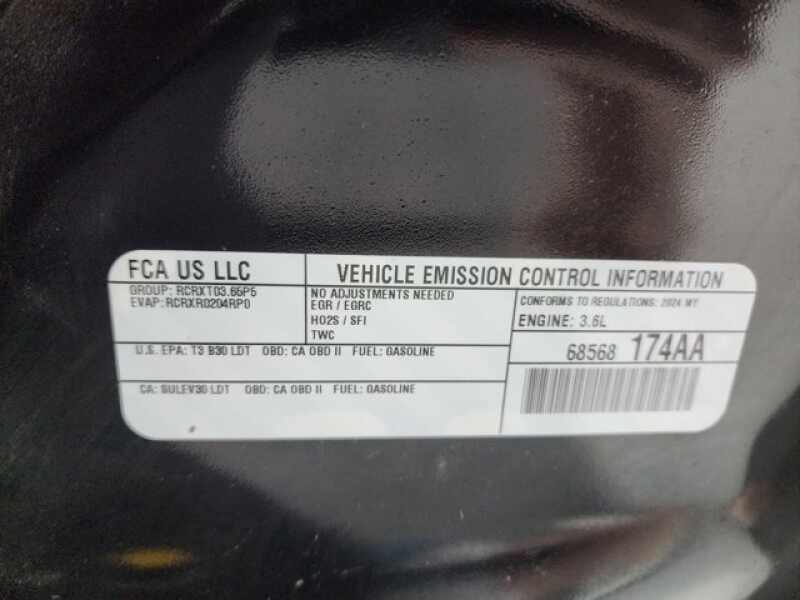 FCA US LLC
VEHICLE EMISSION CONTROL INFORMATION
GROUP: RCRXT03.65P5
EVAP: RCRXR0204RP0
NO ADJUSTMENTS NEEDED
EGR / EGRC
HO2S / SFI
TWC
CONFORMS TO REGULATIONS: 2024 MY
ENGINE: 3.6L
U.S. EPA: T3 B30 LDT OBD: CA OBD II FUEL: GASOLINE
68568 174AA
CA: SULEV30 LDT OBD: CA OBD II FUEL: GASOLINE